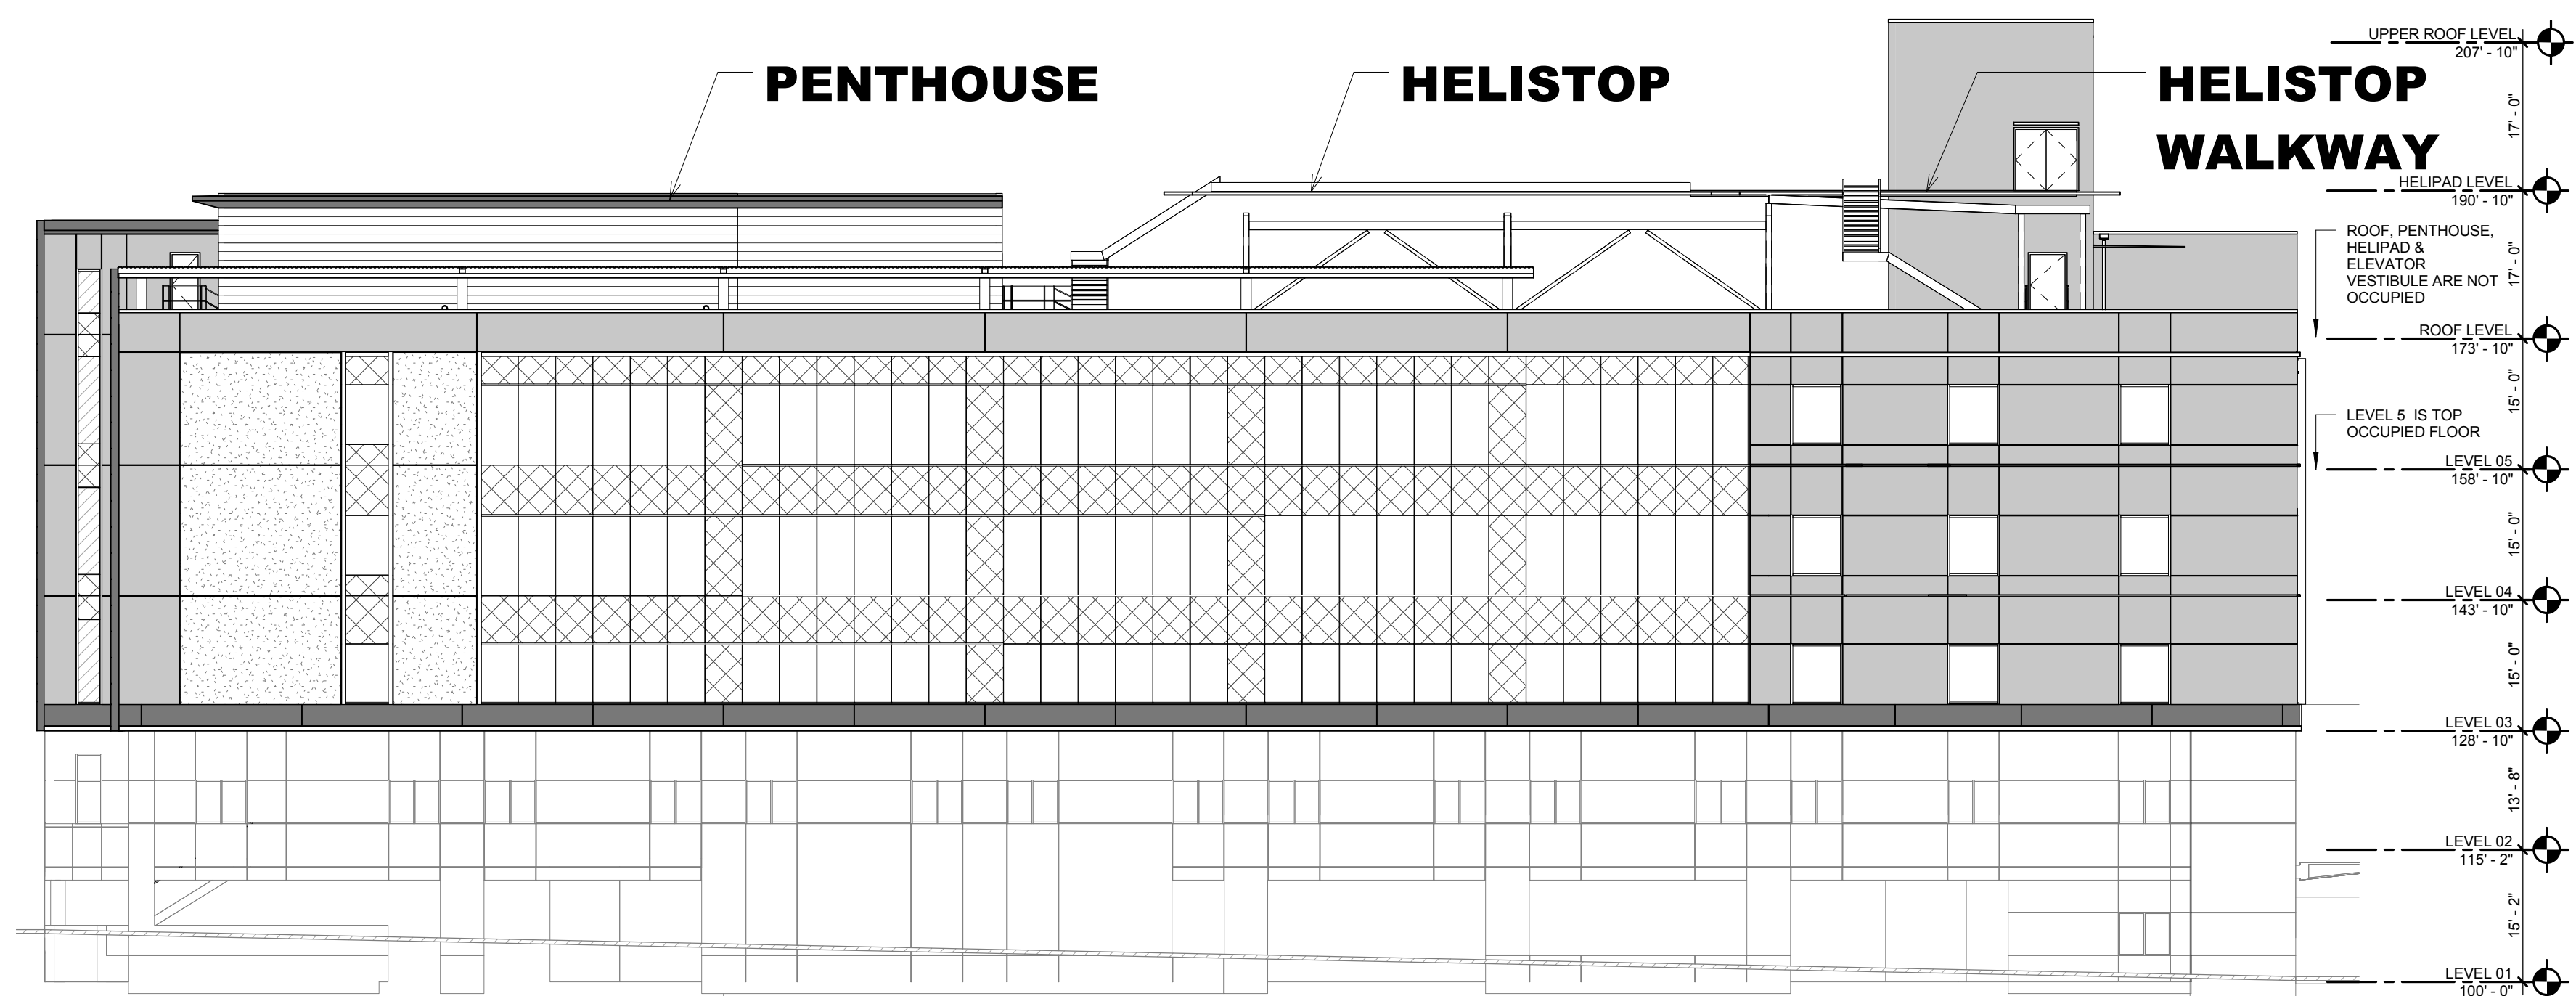 PENTHOUSE
HELISTOP
HELISTOP
WALKWAY
UPPER ROOF LEVEL
207' - 10"
17' - 0"
HELIPAD LEVEL
190' - 10"
ROOF, PENTHOUSE,
HELIPAD &
ELEVATOR
VESTIBULE ARE NOT
OCCUPIED
17' - 0"
ROOF LEVEL
173' - 10"
15' - 0"
LEVEL 5 IS TOP
OCCUPIED FLOOR
LEVEL 05
158' - 10"
15' - 0"
LEVEL 04
143' - 10"
15' - 0"
LEVEL 03
128' - 10"
13' - 8"
LEVEL 02
115' - 2"
15' - 2"
LEVEL 01
100' - 0"